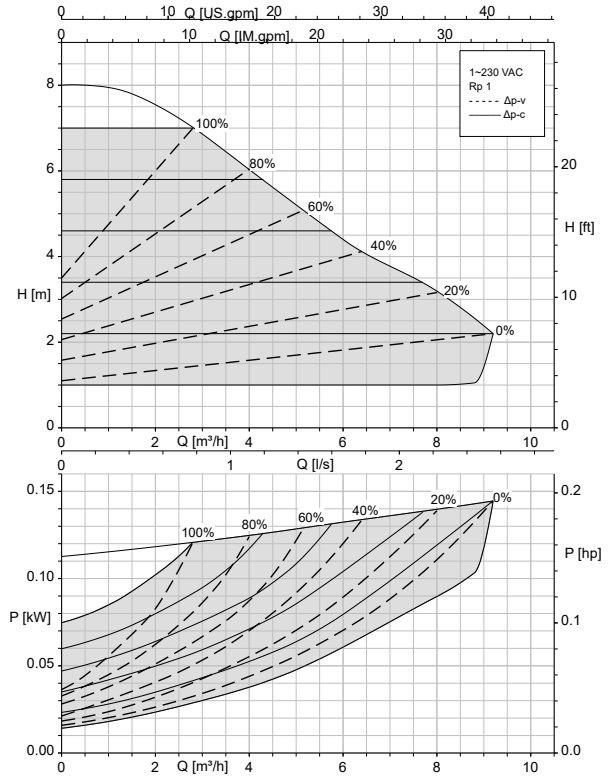 Q [US.gpm]
0 10 20 30 40
Q [IM.gpm]
0 10 20 30
1~230 VAC
Rp 1
Δp-v
Δp-c
8
100%
80%
6
20
60%
H [ft]
40%
4
H [m]
20%
10
0%
2
0
0
0 2 4 6 8 10
Q [m³/h]
0 1 2
Q [l/s]
0.15
0.2
100%
80%
60%
40%
20%
0%
P [hp]
0.10
P [kW]
0.1
0.05
0.00
0.0
0 2 4 6 8 10
Q [m³/h]